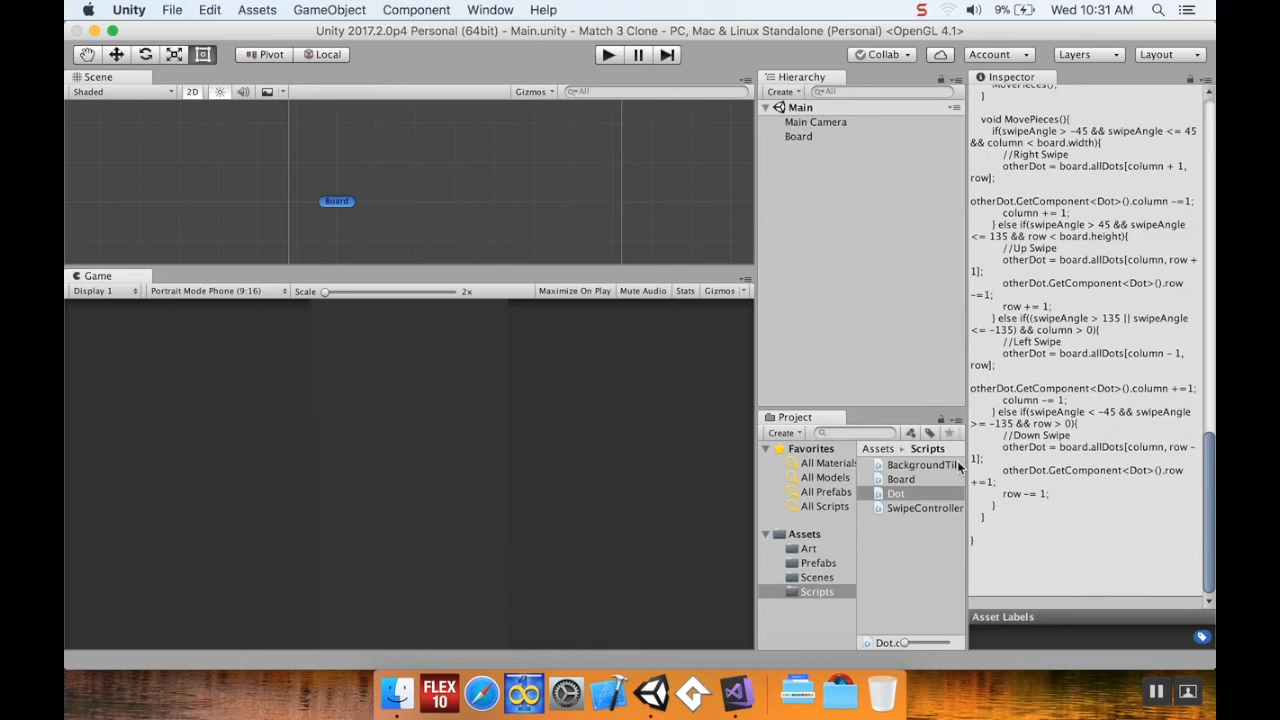 Unity File Edit Assets GameObject Component Window Help 9% Wed 10:31 AM
Unity 2017.2.0p4 Personal (64bit) - Main.unity - Match 3 Clone - PC, Mac & Linux Standalone (Personal) <OpenGL 4.1>
Pivot Local Collab Account Layers Layout
Scene
Shaded 2D Gizmos All
Board
Game
Display 1 Portrait Mode Phone (9:16) Scale 2x Maximize On Play Mute Audio Stats Gizmos
Hierarchy
Create All
Main
Main Camera
Board
Project
Create
Favorites
All Materials
All Models
All Prefabs
All Scripts
Assets
Art
Prefabs
Scenes
Scripts
Assets Scripts
BackgroundTil
Board
Dot
SwipeController
Dot.c
Inspector
MovePieces();
}
void MovePieces(){
if(swipeAngle > -45 && swipeAngle <= 45
&& column < board.width){
//Right Swipe
otherDot = board.allDots[column + 1,
row];
otherDot.GetComponent<Dot>().column -=1;
column += 1;
} else if(swipeAngle > 45 && swipeAngle
<= 135 && row < board.height){
//Up Swipe
otherDot = board.allDots[column, row +
1];
otherDot.GetComponent<Dot>().row
-=1;
row += 1;
} else if((swipeAngle > 135 || swipeAngle
<= -135) && column > 0){
//Left Swipe
otherDot = board.allDots[column - 1,
row];
otherDot.GetComponent<Dot>().column +=1;
column -= 1;
} else if(swipeAngle < -45 && swipeAngle
>= -135 && row > 0){
//Down Swipe
otherDot = board.allDots[column, row -
1];
otherDot.GetComponent<Dot>().row
+=1;
row -= 1;
}
}
}
Asset Labels
FLEX
10